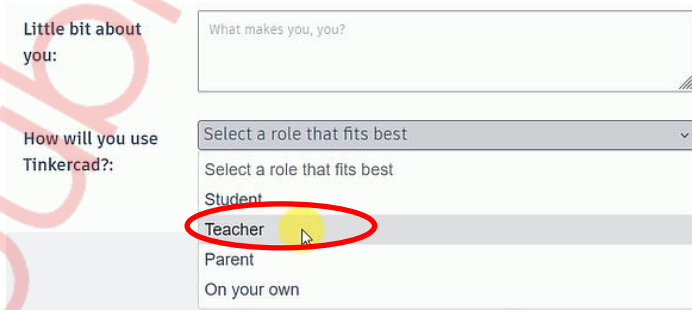 Little bit about
you:
What makes you, you?
How will you use
Tinkercad?:
Select a role that fits best
Select a role that fits best
Student
Teacher
Parent
On your own